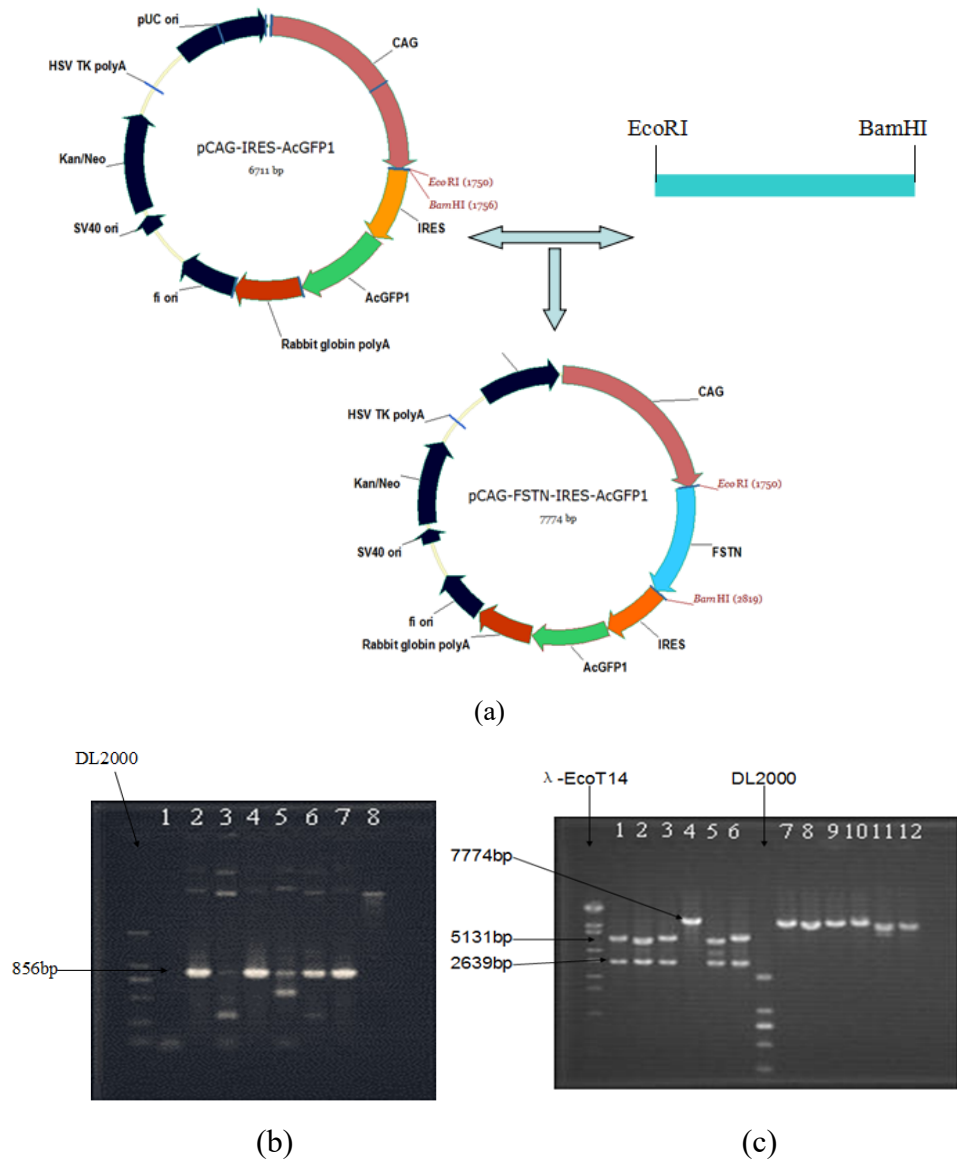 pUC ori
CAG
HSV TK polyA
pCAG-IRES-AcGFP1
6711 bp
Kan/Neo
EcoRI (1750)
BamHI (1756)
IRES
SV40 ori
fi ori
AcGFP1
Rabbit globin polyA
EcoRI
BamHI
CAG
HSV TK polyA
Kan/Neo
pCAG-FSTN-IRES-AcGFP1
7774 bp
EcoRI (1750)
SV40 ori
FSTN
BamHI (2819)
fi ori
IRES
Rabbit globin polyA
AcGFP1
(a)
DL2000
1 2 3 4 5 6 7 8
856bp
(b)
λ-EcoT14
DL2000
1 2 3 4 5 6 7 8 9 10 11 12
7774bp
5131bp
2639bp
(c)